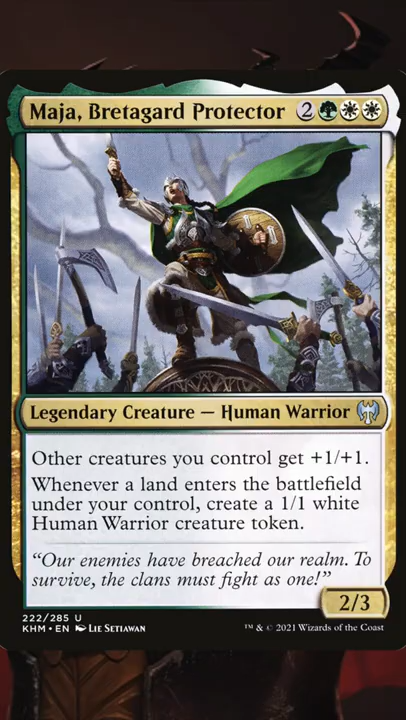 Maja, Bretagard Protector 2
Legendary Creature — Human Warrior
Other creatures you control get +1/+1.
Whenever a land enters the battlefield
under your control, create a 1/1 white
Human Warrior creature token.
“Our enemies have breached our realm. To
survive, the clans must fight as one!”
2/3
222/285 U
KHM • EN Lie Setiawan
™ & © 2021 Wizards of the Coast